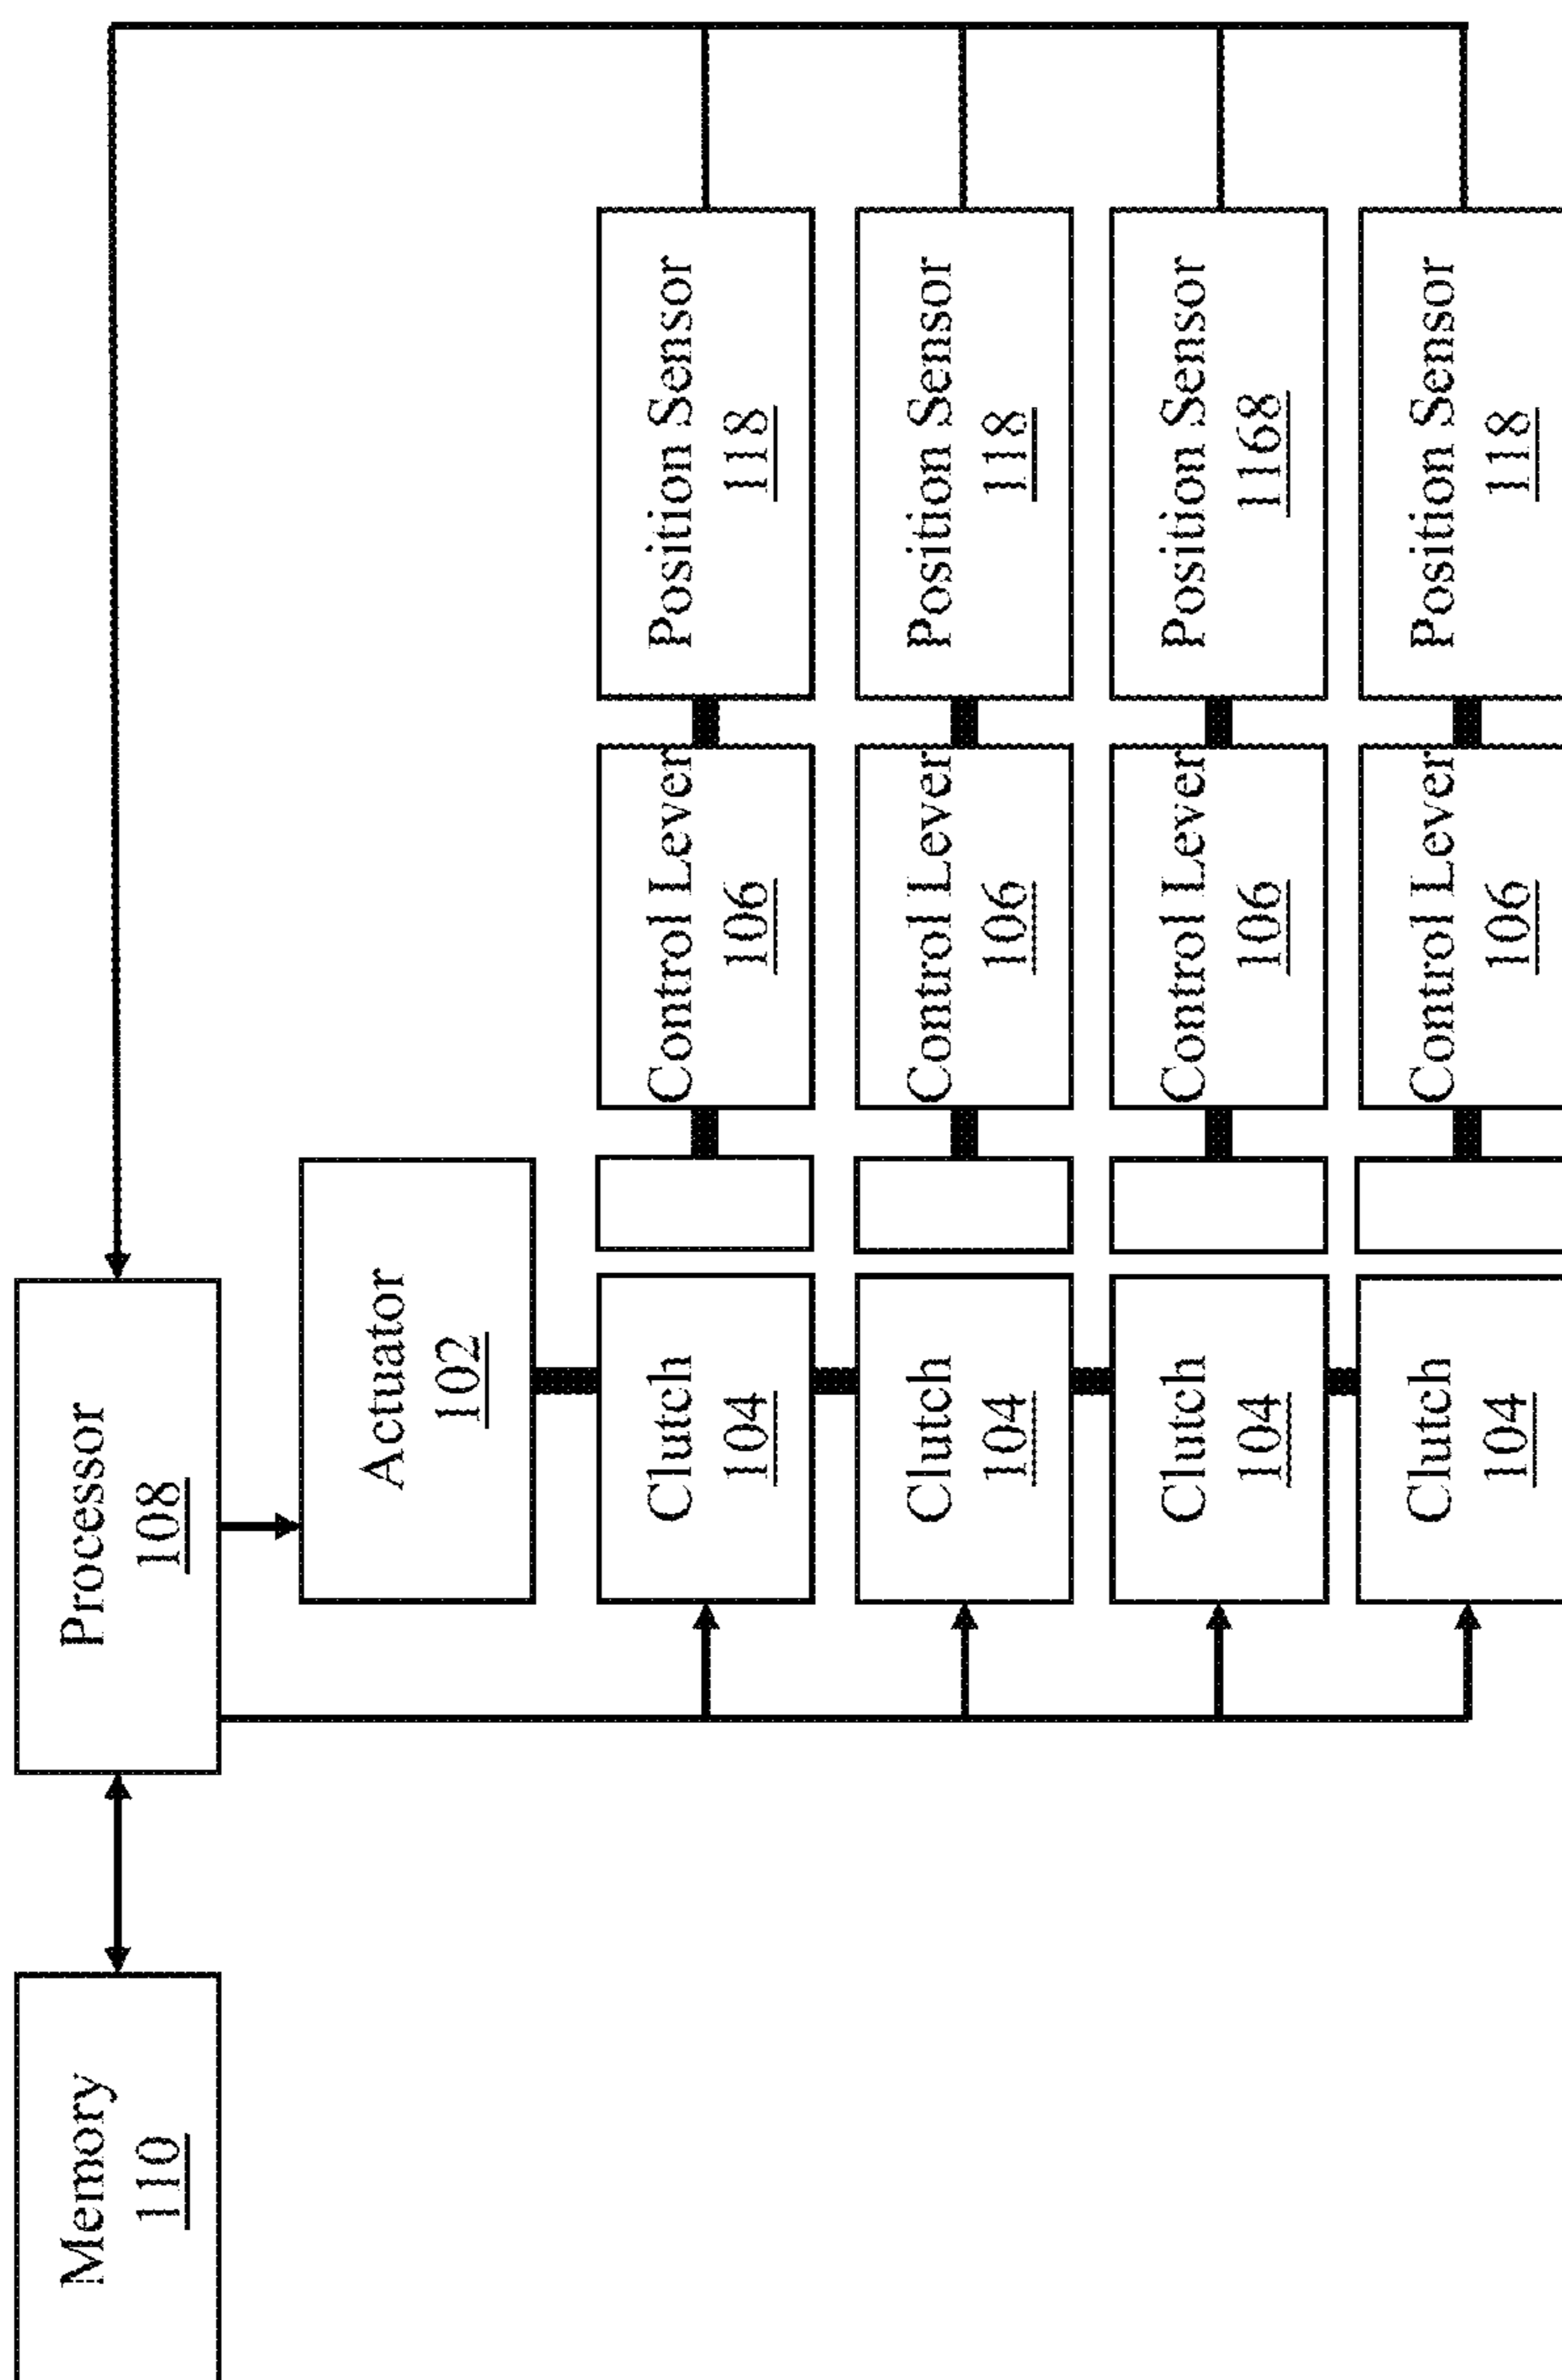 Memory
110
Processor
108
Actuator
102
Clutch
104
Control Lever
106
Position Sensor
118
Clutch
104
Control Lever
106
Position Sensor
118
Clutch
104
Control Lever
106
Position Sensor
1168
Clutch
104
Control Lever
106
Position Sensor
118